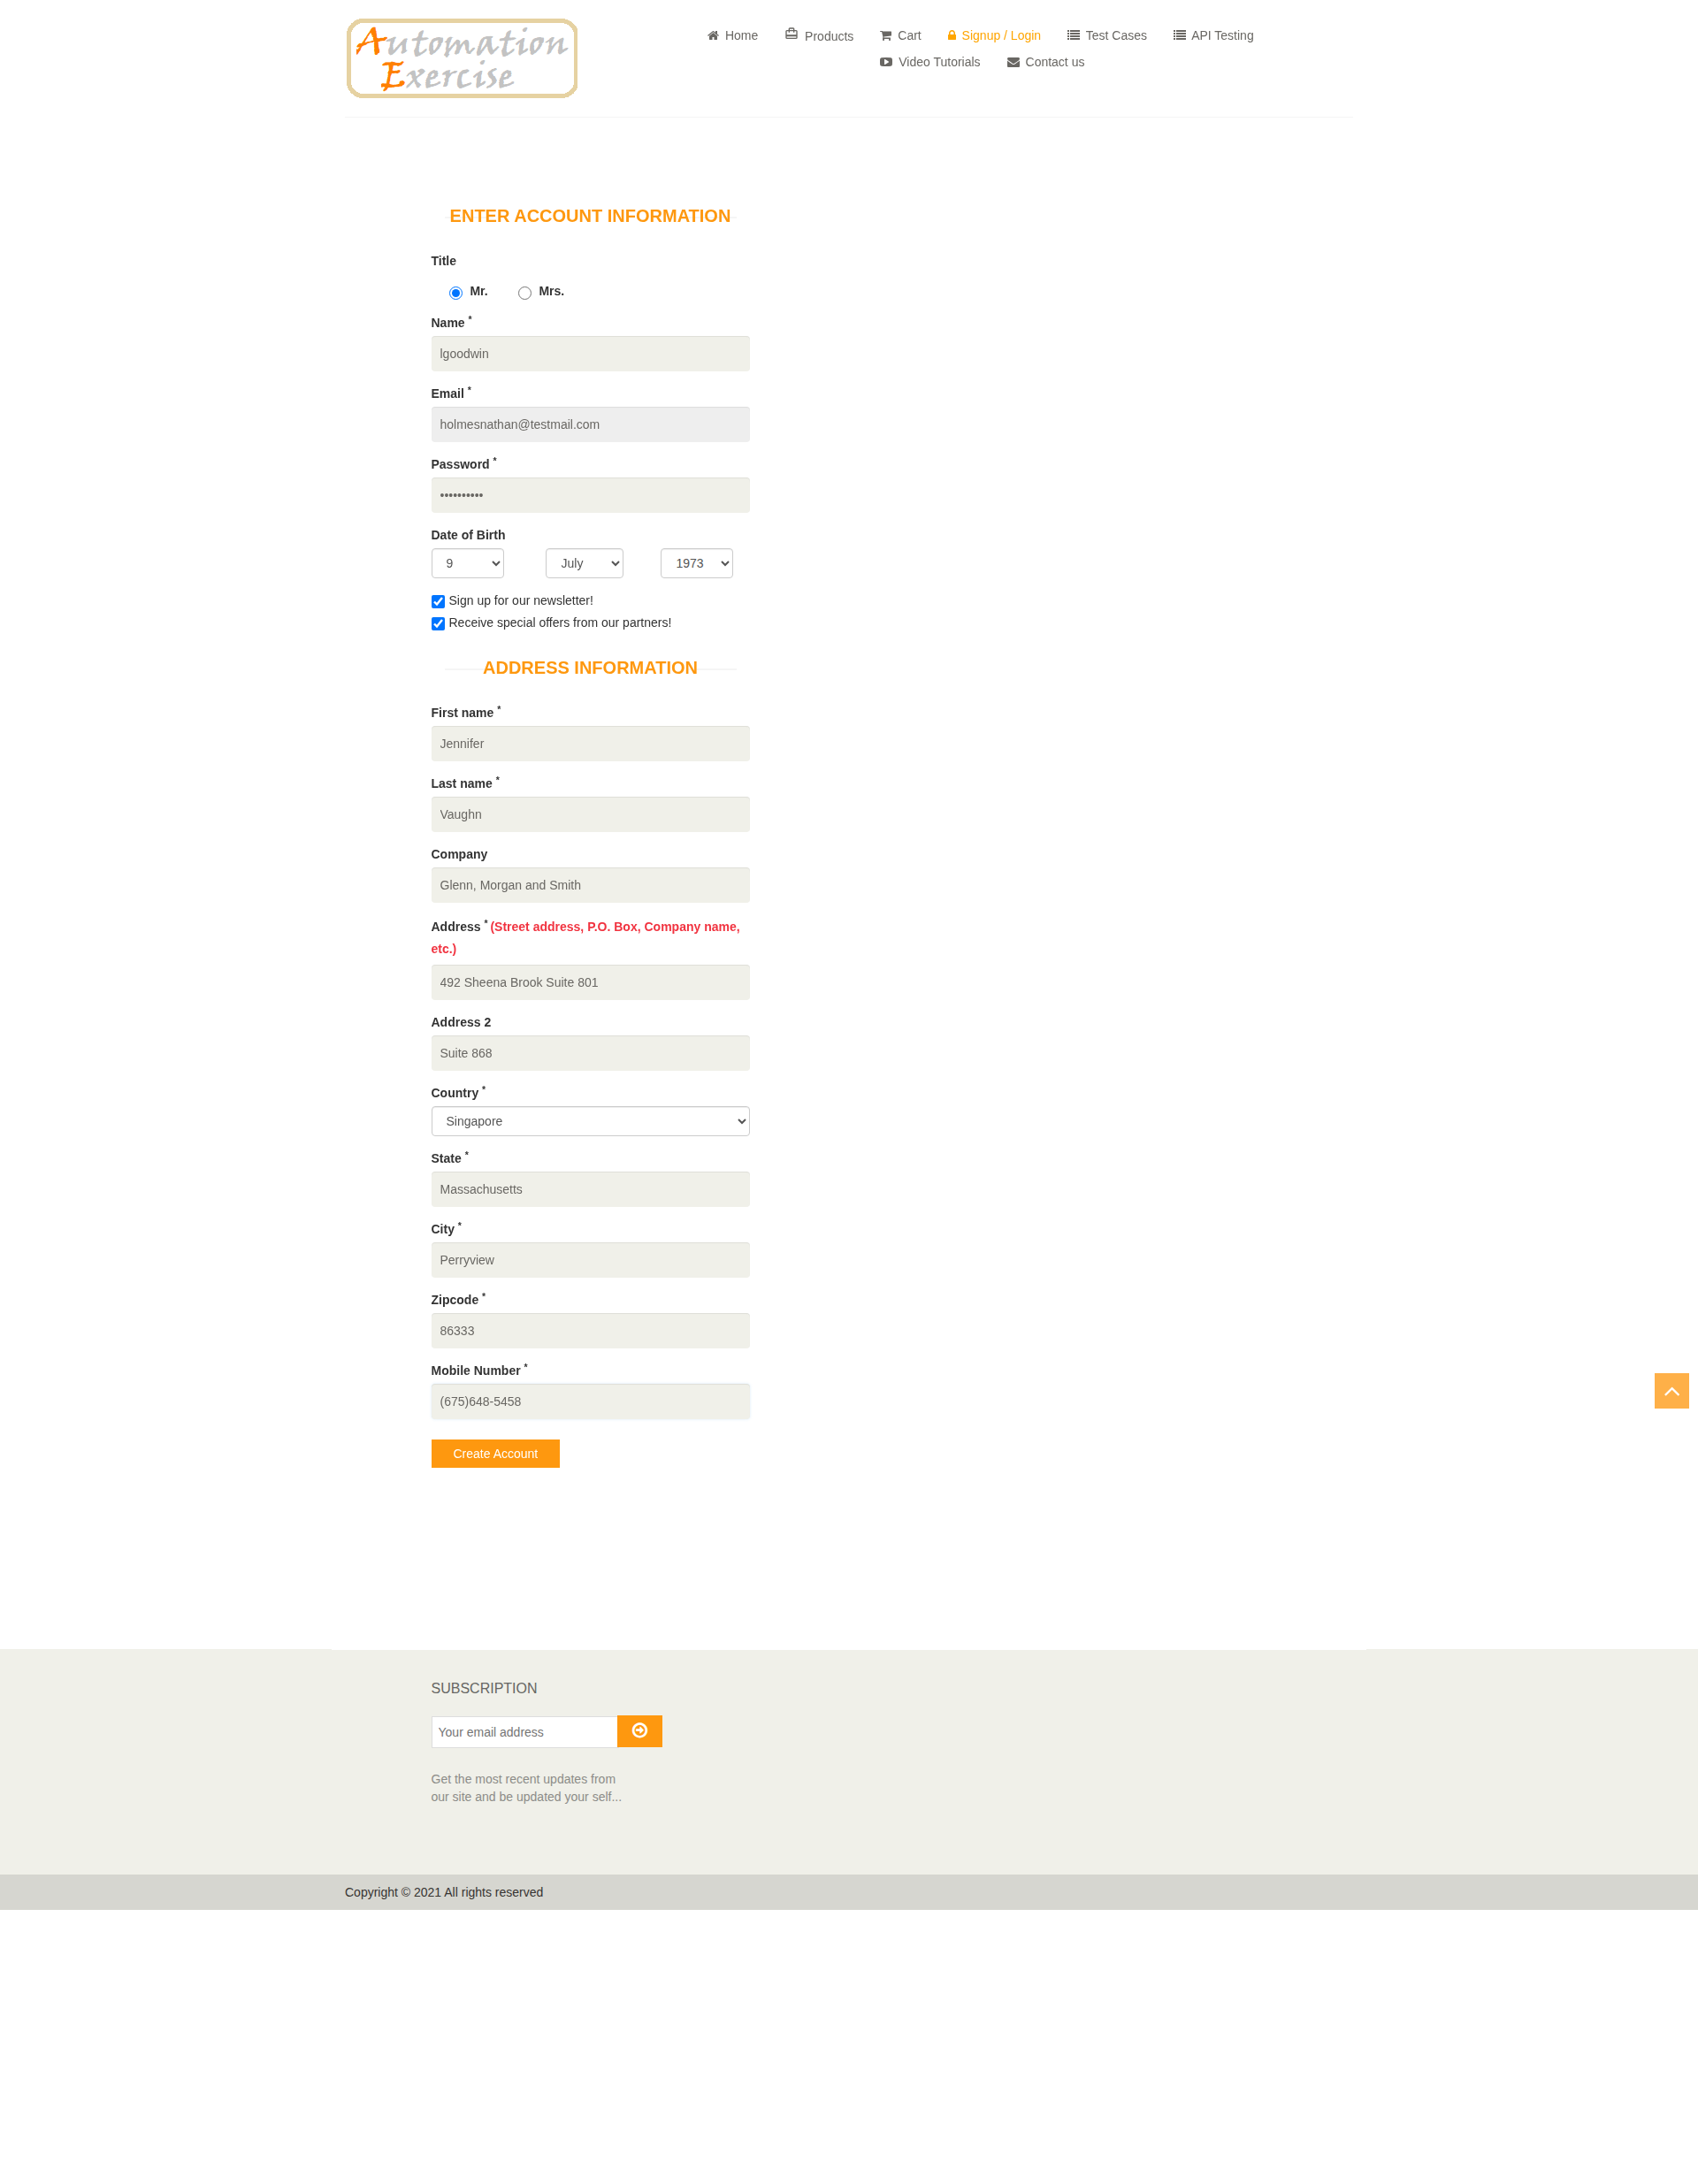 Automation
Exercise
Home Products Cart Signup / Login Test Cases API Testing
Video Tutorials Contact us
ENTER ACCOUNT INFORMATION
Title
Mr. Mrs.
Name *
lgoodwin
Email *
holmesnathan@testmail.com
Password *
••••••••••
Date of Birth
9 July 1973
Sign up for our newsletter!
Receive special offers from our partners!
ADDRESS INFORMATION
First name *
Jennifer
Last name *
Vaughn
Company
Glenn, Morgan and Smith
Address * (Street address, P.O. Box, Company name,
etc.)
492 Sheena Brook Suite 801
Address 2
Suite 868
Country *
Singapore
State *
Massachusetts
City *
Perryview
Zipcode *
86333
Mobile Number *
(675)648-5458
Create Account
SUBSCRIPTION
Your email address
Get the most recent updates from
our site and be updated your self...
Copyright © 2021 All rights reserved